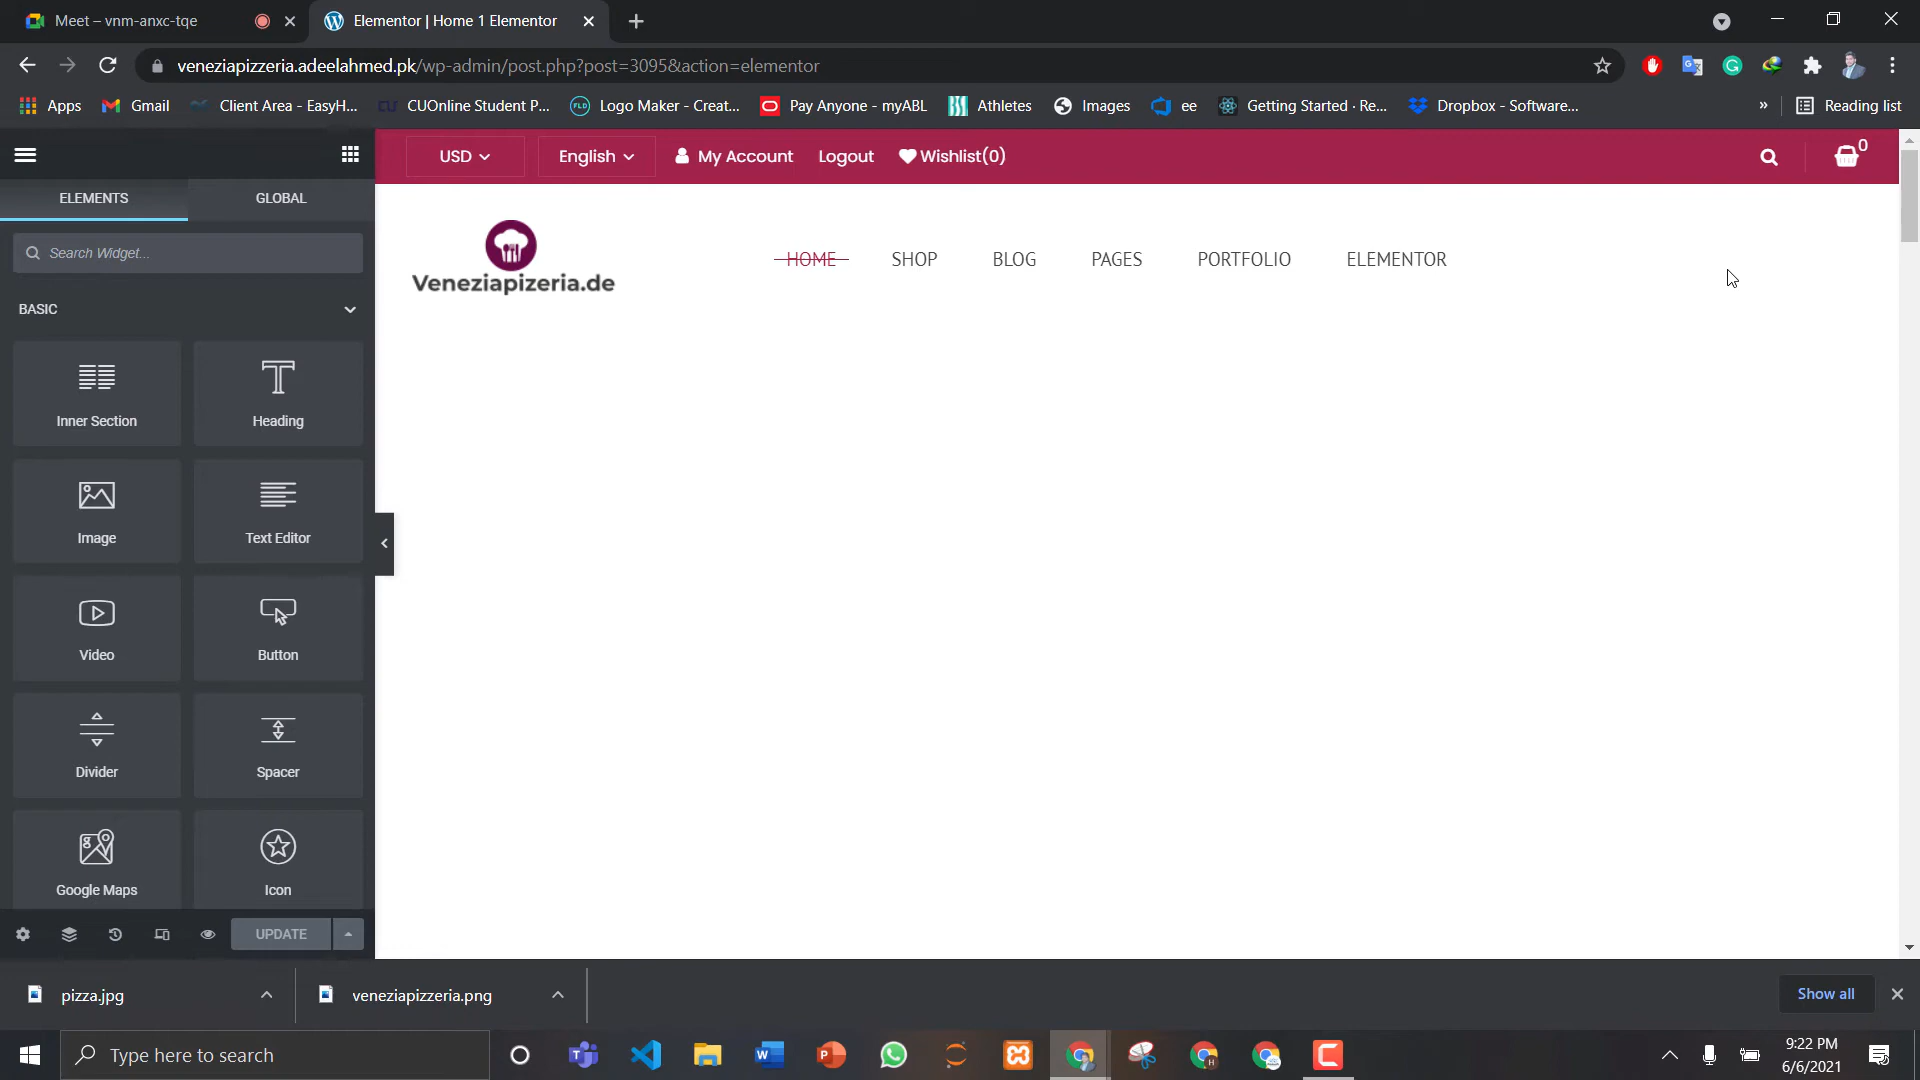 Meet – vnm-anxc-tqe
Elementor | Home 1 Elementor
veneziapizzeria.adeelahmed.pk/wp-admin/post.php?post=3095&action=elementor
Apps
Gmail
Client Area - EasyH...
CUOnline Student P...
Logo Maker - Creat...
Pay Anyone - myABL
Athletes
Images
ee
Getting Started · Re...
Dropbox - Software...
»
Reading list
USD
English
My Account
Logout
Wishlist(0)
0
ELEMENTS
GLOBAL
Search Widget...
Veneziapizeria.de
HOME
SHOP
BLOG
PAGES
PORTFOLIO
ELEMENTOR
BASIC
Inner Section
Heading
Image
Text Editor
Video
Button
Divider
Spacer
Google Maps
Icon
UPDATE
pizza.jpg
veneziapizzeria.png
Show all
Type here to search
9:22 PM
6/6/2021